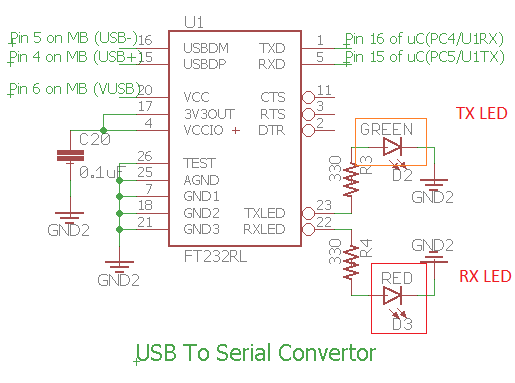 U1
Pin 5 on MB (USB-)
16
USBDM
TXD
1
Pin 16 of uC(PC4/U1RX)
Pin 4 on MB (USB+)
15
USBDP
RXD
5
Pin 15 of uC(PC5/U1TX)
Pin 6 on MB (VUSB)
20
VCC
CTS
11
17
3V3OUT
RTS
3
4
VCCIO +
DTR
2
C20
0.1uF
GND2
26
TEST
25
AGND
7
GND1
18
GND2
TXLED
23
21
GND3
RXLED
22
GND2
FT232RL
TX LED
GREEN
330
R3
D2
GND2
GND2
330
R4
RED
D3
RX LED
USB To Serial Convertor